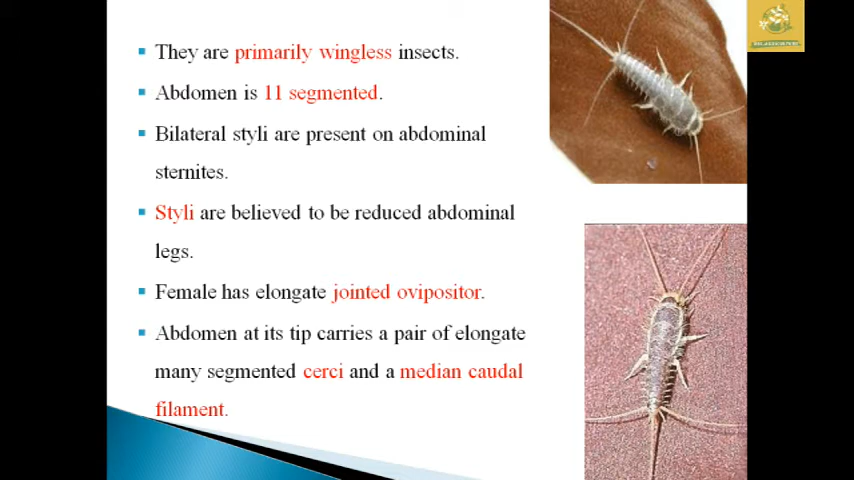 They are primarily wingless insects.
Abdomen is 11 segmented.
Bilateral styli are present on abdominal
sternites.
Styli are believed to be reduced abdominal
legs.
Female has elongate jointed ovipositor.
Abdomen at its tip carries a pair of elongate
many segmented cerci and a median caudal
filament.